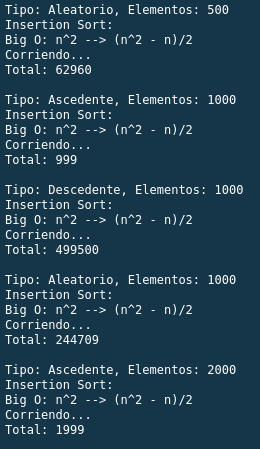 Tipo: Aleatorio, Elementos: 500
Insertion Sort:
Big O: n^2 --> (n^2 - n)/2
Corriendo...
Total: 62960
Tipo: Ascedente, Elementos: 1000
Insertion Sort:
Big O: n^2 --> (n^2 - n)/2
Corriendo...
Total: 999
Tipo: Descedente, Elementos: 1000
Insertion Sort:
Big O: n^2 --> (n^2 - n)/2
Corriendo...
Total: 499500
Tipo: Aleatorio, Elementos: 1000
Insertion Sort:
Big O: n^2 --> (n^2 - n)/2
Corriendo...
Total: 244709
Tipo: Ascedente, Elementos: 2000
Insertion Sort:
Big O: n^2 --> (n^2 - n)/2
Corriendo...
Total: 1999